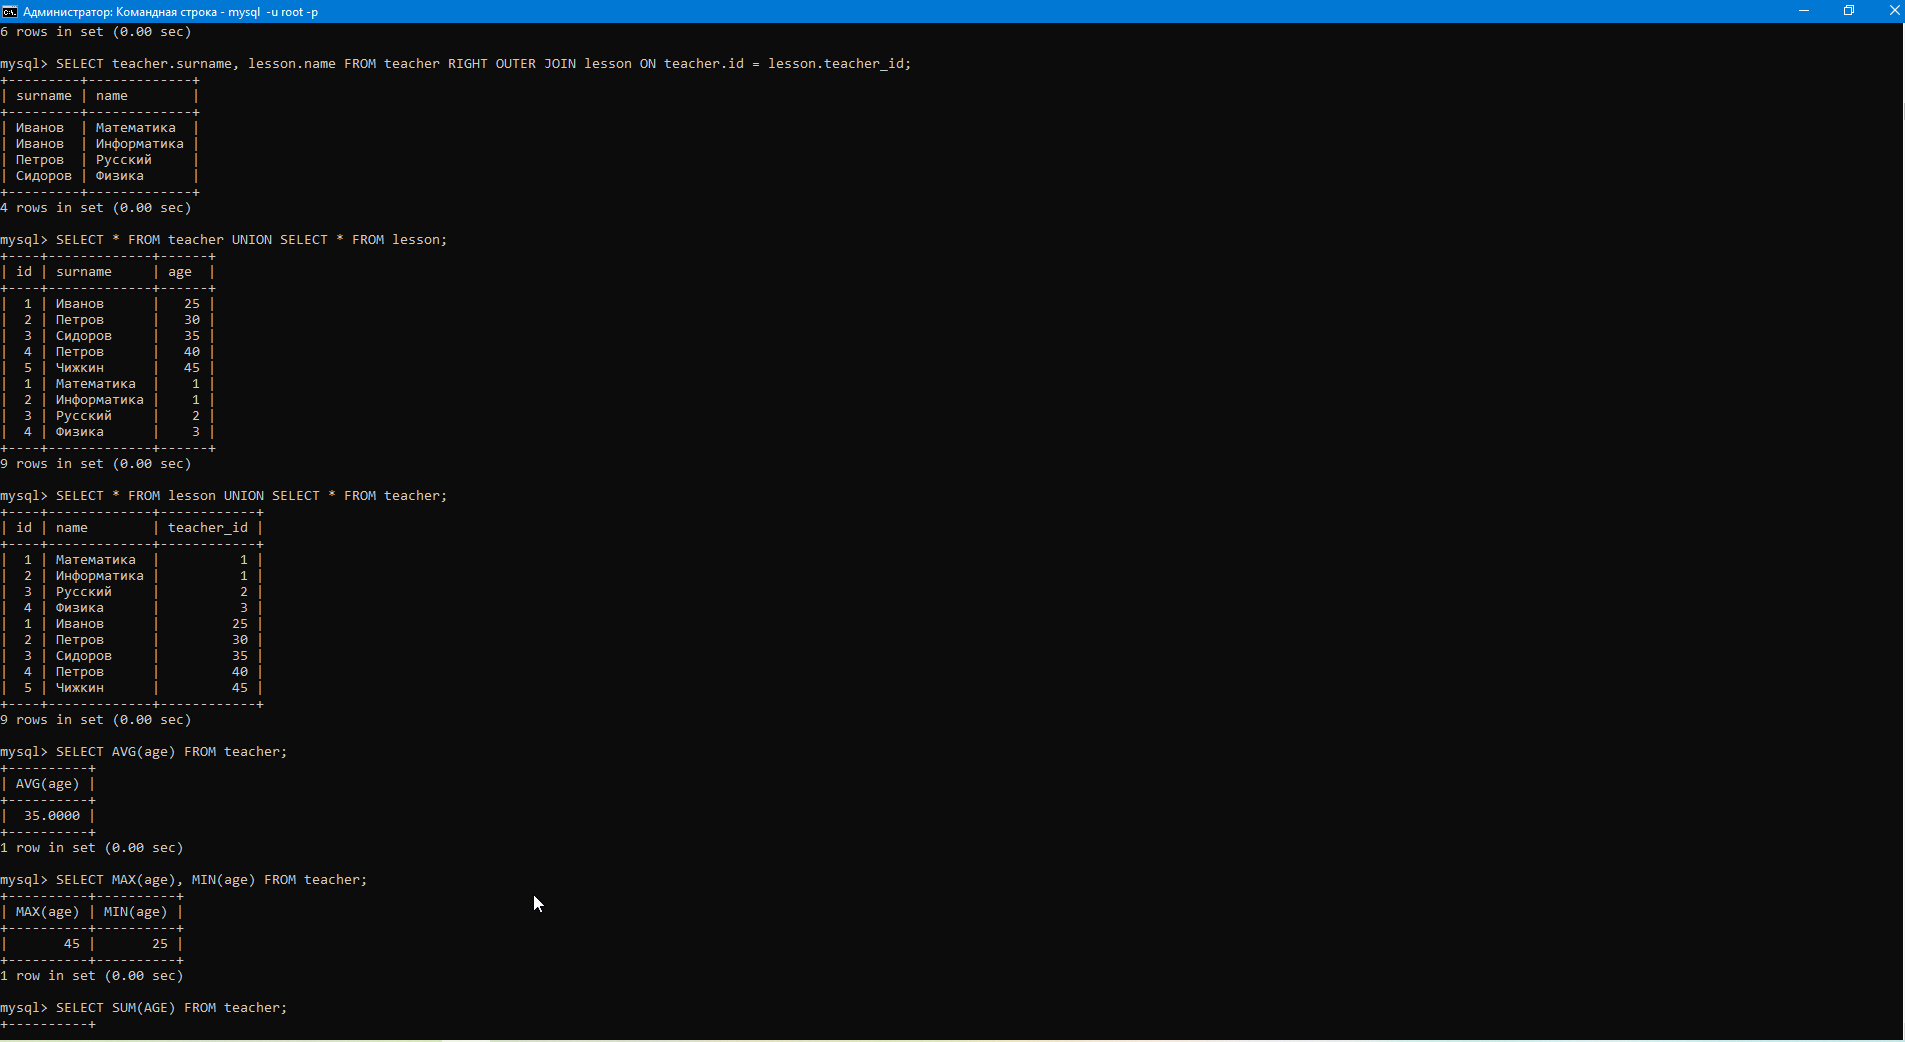 Администратор: Командная строка - mysql  -u root -p
6 rows in set (0.00 sec)
mysql> SELECT teacher.surname, lesson.name FROM teacher RIGHT OUTER JOIN lesson ON teacher.id = lesson.teacher_id;
+---------+-------------+
| surname | name        |
+---------+-------------+
| Иванов  | Математика  |
| Иванов  | Информатика |
| Петров  | Русский     |
| Сидоров | Физика      |
+---------+-------------+
4 rows in set (0.00 sec)
mysql> SELECT * FROM teacher UNION SELECT * FROM lesson;
+----+-------------+------+
| id | surname     | age  |
+----+-------------+------+
|  1 | Иванов      |   25 |
|  2 | Петров      |   30 |
|  3 | Сидоров     |   35 |
|  4 | Петров      |   40 |
|  5 | Чижкин      |   45 |
|  1 | Математика  |    1 |
|  2 | Информатика |    1 |
|  3 | Русский     |    2 |
|  4 | Физика      |    3 |
+----+-------------+------+
9 rows in set (0.00 sec)
mysql> SELECT * FROM lesson UNION SELECT * FROM teacher;
+----+-------------+------------+
| id | name        | teacher_id |
+----+-------------+------------+
|  1 | Математика  |          1 |
|  2 | Информатика |          1 |
|  3 | Русский     |          2 |
|  4 | Физика      |          3 |
|  1 | Иванов      |         25 |
|  2 | Петров      |         30 |
|  3 | Сидоров     |         35 |
|  4 | Петров      |         40 |
|  5 | Чижкин      |         45 |
+----+-------------+------------+
9 rows in set (0.00 sec)
mysql> SELECT AVG(age) FROM teacher;
+----------+
| AVG(age) |
+----------+
|  35.0000 |
+----------+
1 row in set (0.00 sec)
mysql> SELECT MAX(age), MIN(age) FROM teacher;
+----------+----------+
| MAX(age) | MIN(age) |
+----------+----------+
|       45 |       25 |
+----------+----------+
1 row in set (0.00 sec)
mysql> SELECT SUM(AGE) FROM teacher;
+----------+